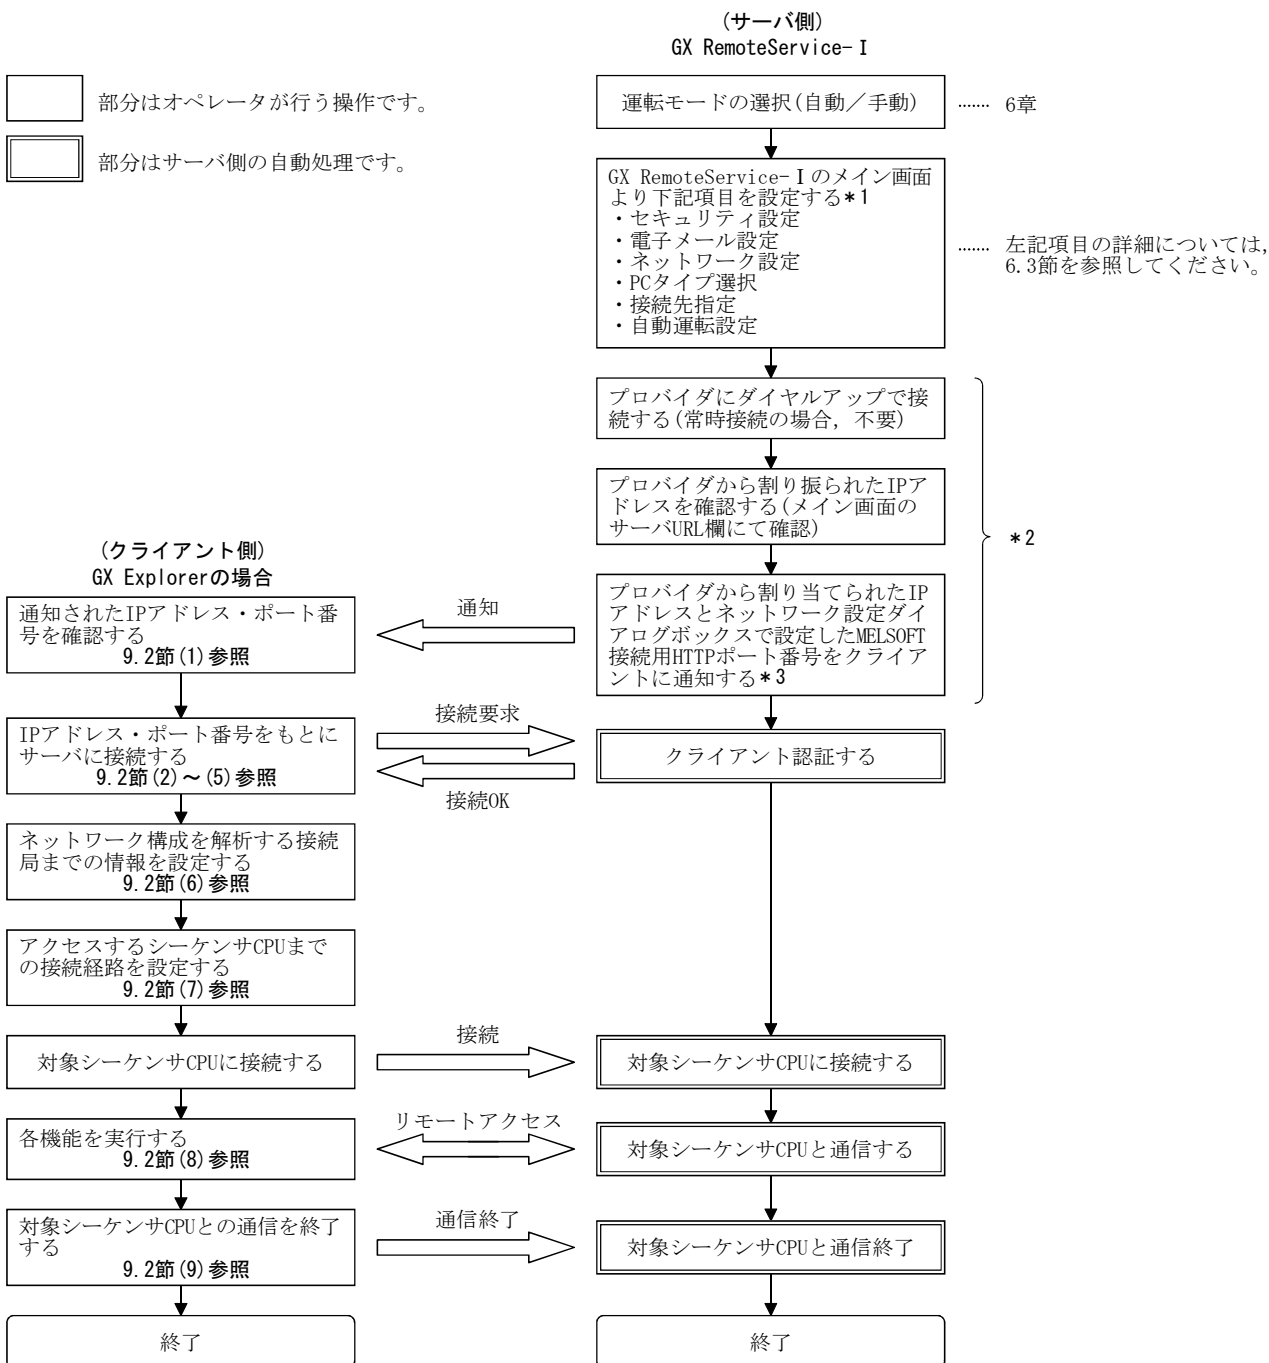 (サーバ側)
GX RemoteService-Ⅰ
部分はオペレータが行う操作です。
部分はサーバ側の自動処理です。
運転モードの選択(自動／手動)
……… 6章
GX RemoteService-Ⅰのメイン画面
より下記項目を設定する＊1
・セキュリティ設定
・電子メール設定
・ネットワーク設定
・PCタイプ選択
・接続先指定
・自動運転設定
……… 左記項目の詳細については,
6.3節を参照してください。
プロバイダにダイヤルアップで接
続する(常時接続の場合, 不要)
プロバイダから割り振られたIPア
ドレスを確認する(メイン画面の
サーバURL欄にて確認)
＊2
プロバイダから割り当てられたIP
アドレスとネットワーク設定ダイ
アログボックスで設定したMELSOFT
接続用HTTPポート番号をクライア
ントに通知する＊3
(クライアント側)
GX Explorerの場合
通知されたIPアドレス・ポート番
号を確認する
9.2節(1)参照
通知
IPアドレス・ポート番号をもとに
サーバに接続する
9.2節(2)～(5)参照
接続要求
接続OK
クライアント認証する
ネットワーク構成を解析する接続
局までの情報を設定する
9.2節(6)参照
アクセスするシーケンサCPUまで
の接続経路を設定する
9.2節(7)参照
対象シーケンサCPUに接続する
接続
対象シーケンサCPUに接続する
各機能を実行する
9.2節(8)参照
リモートアクセス
対象シーケンサCPUと通信する
対象シーケンサCPUとの通信を終了
する
9.2節(9)参照
通信終了
対象シーケンサCPUと通信終了
終了
終了